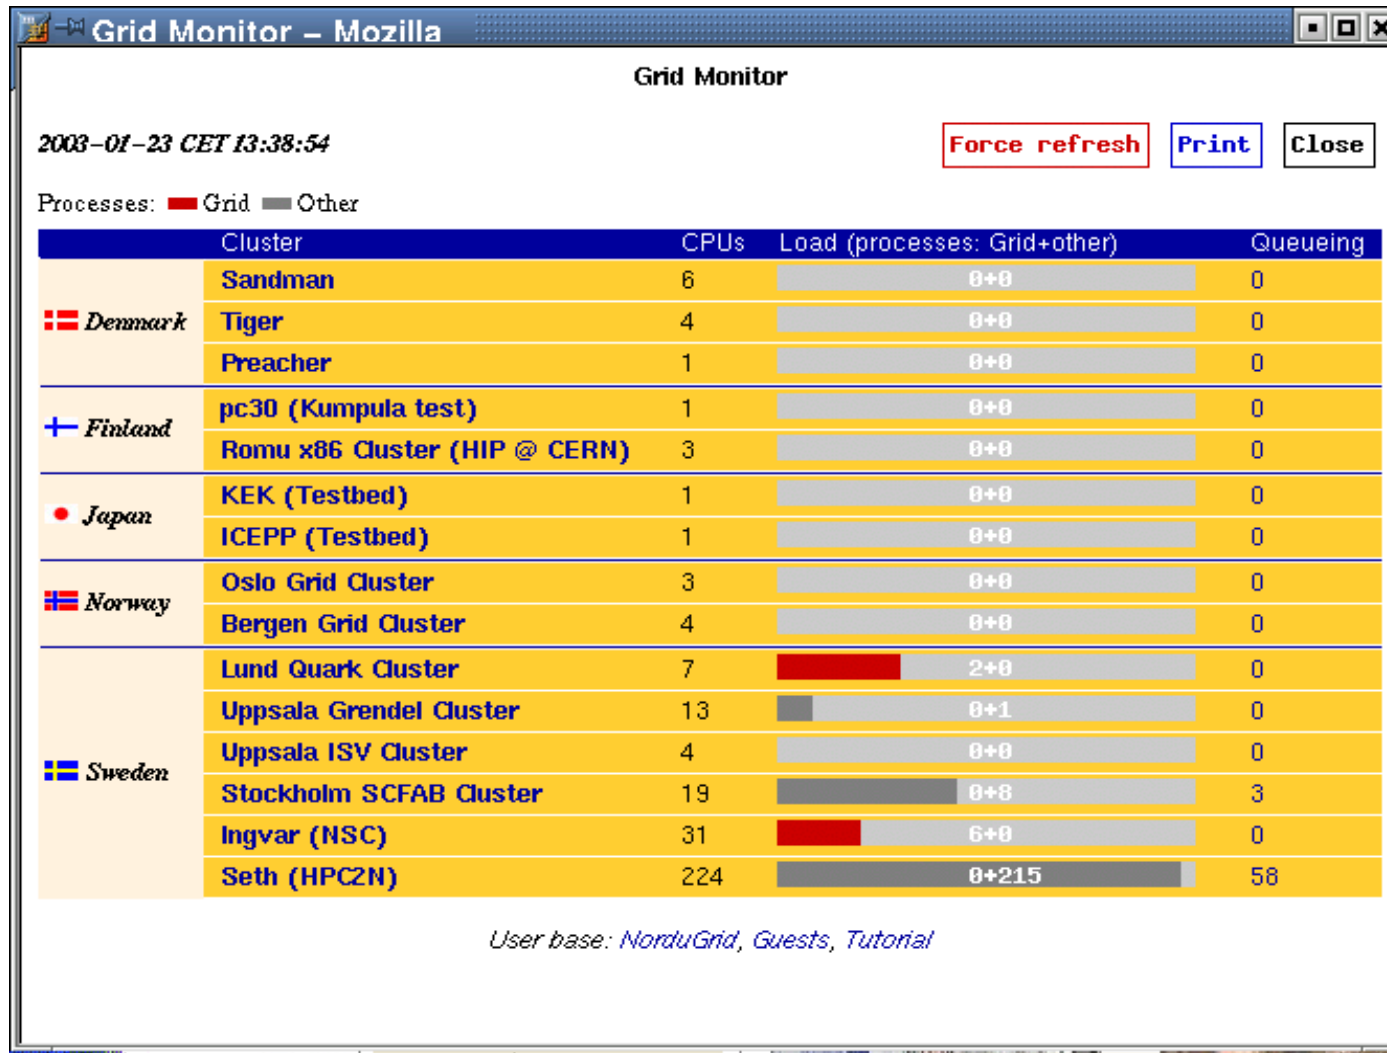 Grid Monitor – Mozilla
Grid Monitor
2003-01-23 CET 13:38:54 Force refresh Print Close
Processes: Grid Other
Cluster CPUs Load (processes: Grid+other) Queueing
Denmark
Sandman 6 0+0 0
Tiger 4 0+0 0
Preacher 1 0+0 0
Finland
pc30 (Kumpula test) 1 0+0 0
Romu x86 Cluster (HIP @ CERN) 3 0+0 0
Japan
KEK (Testbed) 1 0+0 0
ICEPP (Testbed) 1 0+0 0
Norway
Oslo Grid Cluster 3 0+0 0
Bergen Grid Cluster 4 0+0 0
Sweden
Lund Quark Cluster 7 2+0 0
Uppsala Grendel Cluster 13 0+1 0
Uppsala ISV Cluster 4 0+0 0
Stockholm SCFAB Cluster 19 0+8 3
Ingvar (NSC) 31 6+0 0
Seth (HPC2N) 224 0+215 58
User base: NorduGrid, Guests, Tutorial